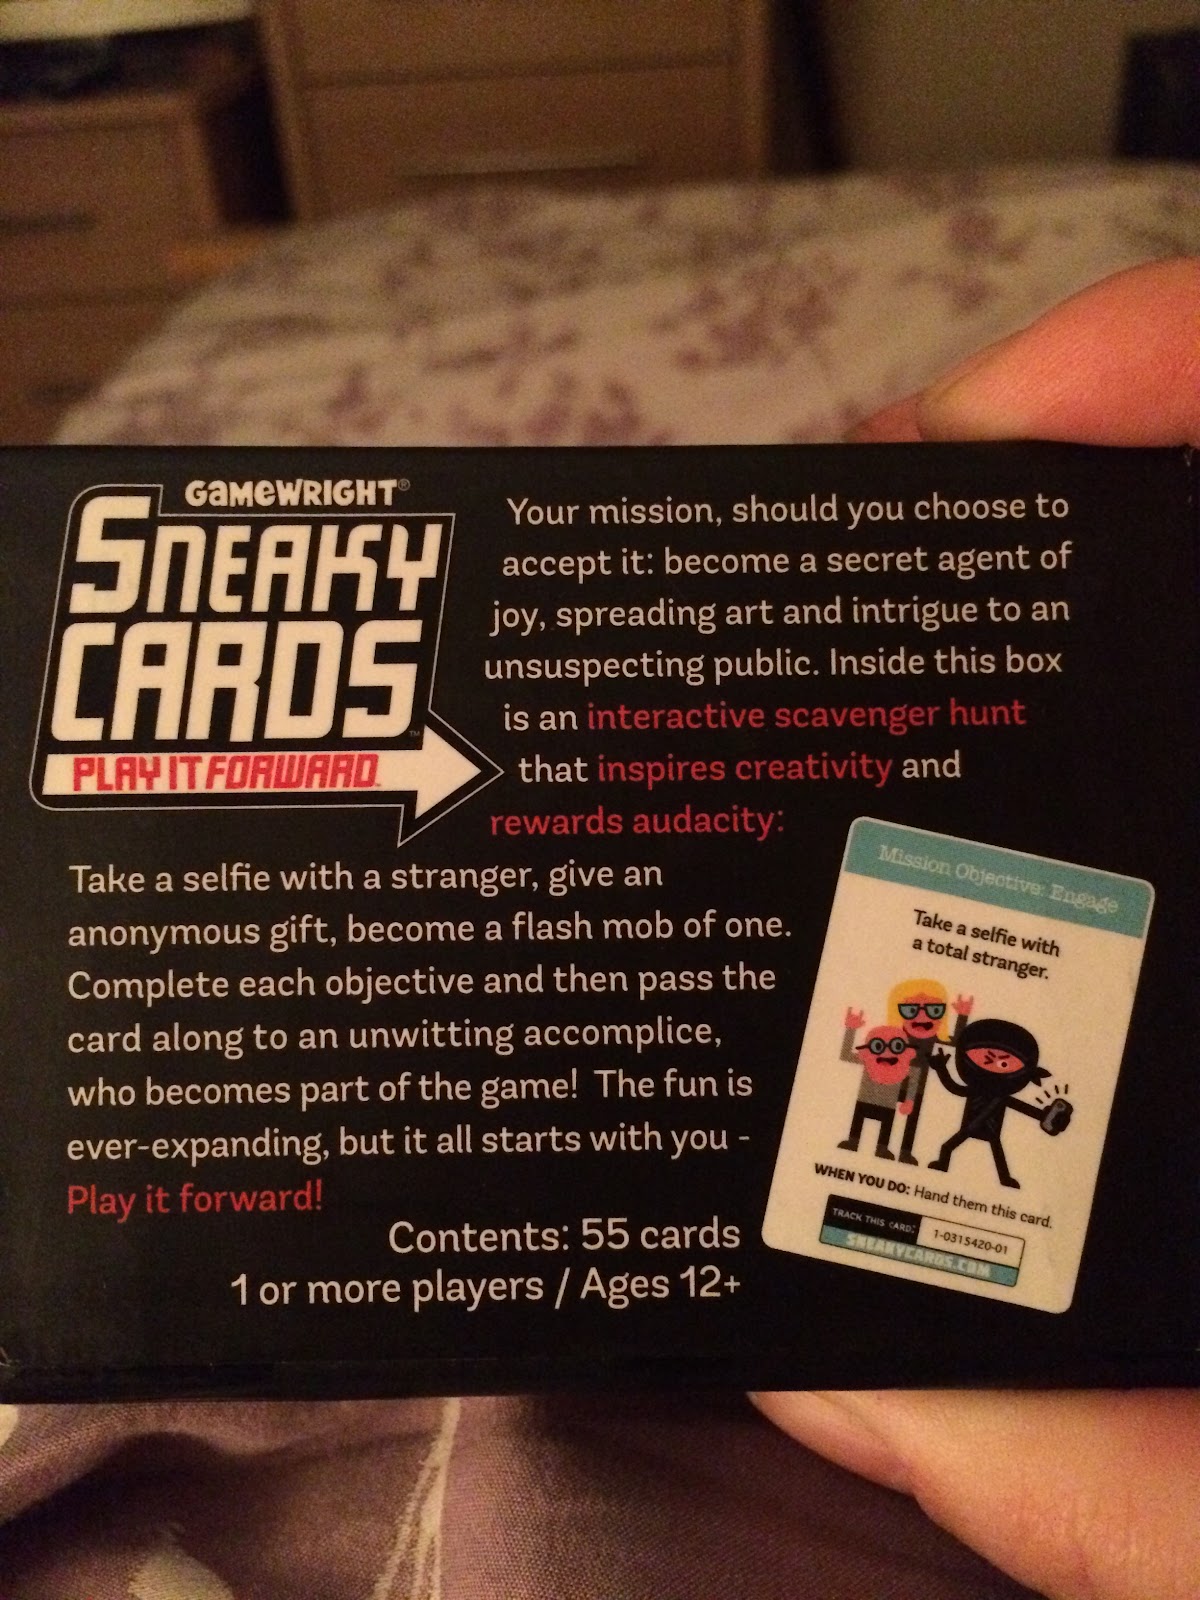 GAMEWRIGHT®
SNEAKY
CARDS™
PLAY IT FORWARD™
Your mission, should you choose to
accept it: become a secret agent of
joy, spreading art and intrigue to an
unsuspecting public. Inside this box
is an interactive scavenger hunt
that inspires creativity and
rewards audacity:
Take a selfie with a stranger, give an
anonymous gift, become a flash mob of one.
Complete each objective and then pass the
card along to an unwitting accomplice,
who becomes part of the game! The fun is
ever-expanding, but it all starts with you -
Play it forward!
Contents: 55 cards
1 or more players / Ages 12+
Mission Objective: Engage
Take a selfie with
a total stranger.
WHEN YOU DO: Hand them this card.
TRACK THIS CARD: 1-0315420-01
SNEAKYCARDS.COM